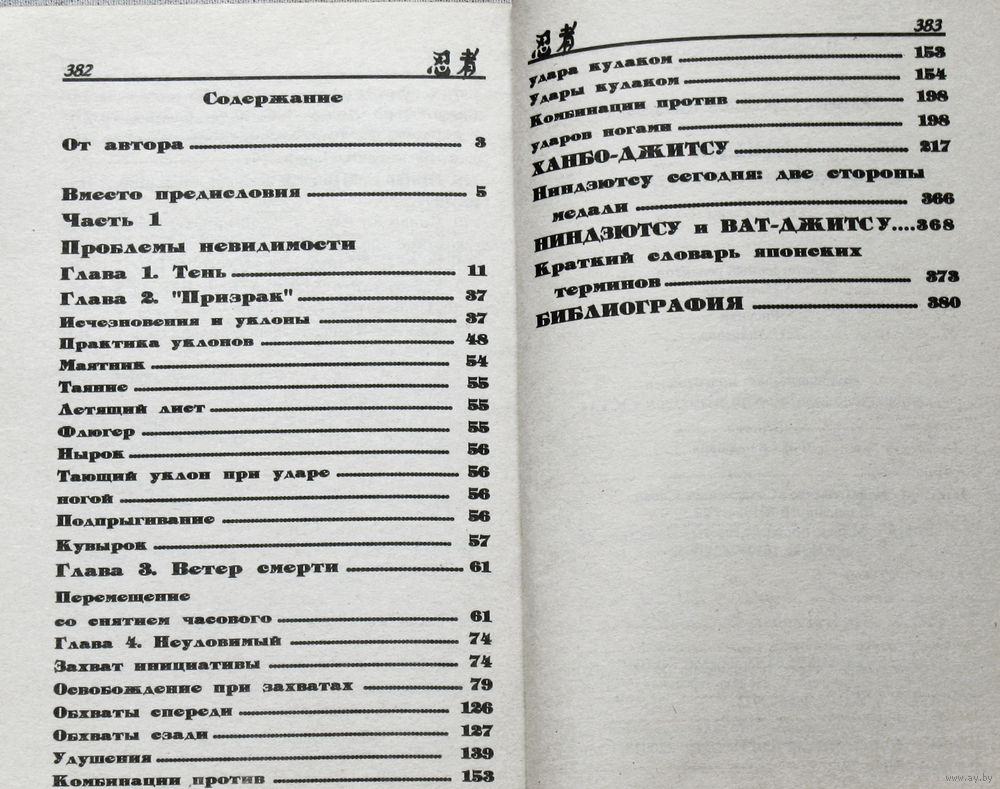 382 忍者
Содержание
От автора 3
Вместо предисловия 5
Часть 1
Проблемы невидимости
Глава 1. Тень 11
Глава 2. "Призрак" 37
Исчезновения и уклоны 37
Практика уклонов 48
Маятник 54
Таяние 55
Летящий лист 55
Флюгер 55
Нырок 56
Тающий уклон при ударе 56
ногой 56
Подпрыгивание 56
Кувырок 57
Глава 3. Ветер смерти 61
Перемещение
со снятием часового 61
Глава 4. Неуловимый 74
Захват инициативы 74
Освобождение при захватах 79
Обхваты спереди 126
Обхваты сзади 127
Удушения 139
Комбинации против 153
忍者 383
удара кулаком 153
Удары кулаком 154
Комбинации против 198
ударов ногами 198
ХАНБО-ДЖИТСУ 217
Ниндзютсу сегодня: две стороны
медали 366
НИНДЗЮТСУ и ВАТ-ДЖИТСУ....368
Краткий словарь японских
терминов 373
БИБЛИОГРАФИЯ 380
www.ay.by